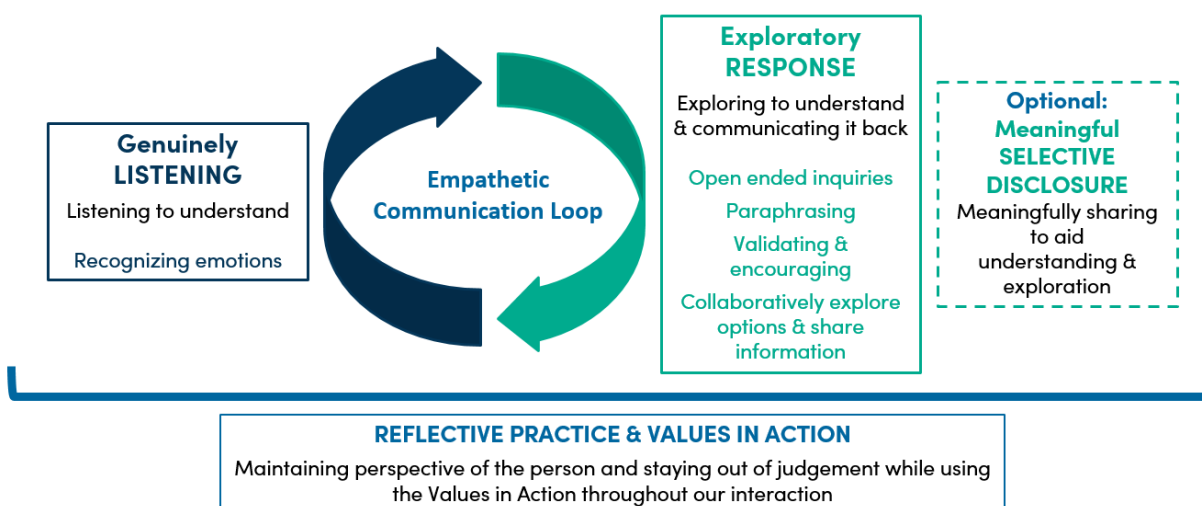 Genuinely
LISTENING
Listening to understand
Recognizing emotions
Empathetic
Communication Loop
Exploratory
RESPONSE
Exploring to understand
& communicating it back
Open ended inquiries
Paraphrasing
Validating &
encouraging
Collaboratively explore
options & share
information
Optional:
Meaningful
SELECTIVE
DISCLOSURE
Meaningfully sharing
to aid
understanding &
exploration
REFLECTIVE PRACTICE & VALUES IN ACTION
Maintaining perspective of the person and staying out of judgement while using
the Values in Action throughout our interaction